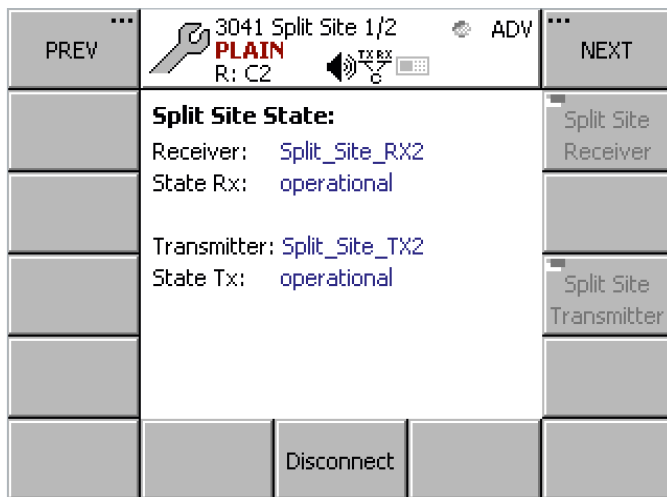 PREV
3041 Split Site 1/2
ADV
PLAIN
R: C2
TX RX
NEXT
Split Site State:
Receiver: Split_Site_RX2
State Rx: operational
Transmitter: Split_Site_TX2
State Tx: operational
Split Site
Receiver
Split Site
Transmitter
Disconnect